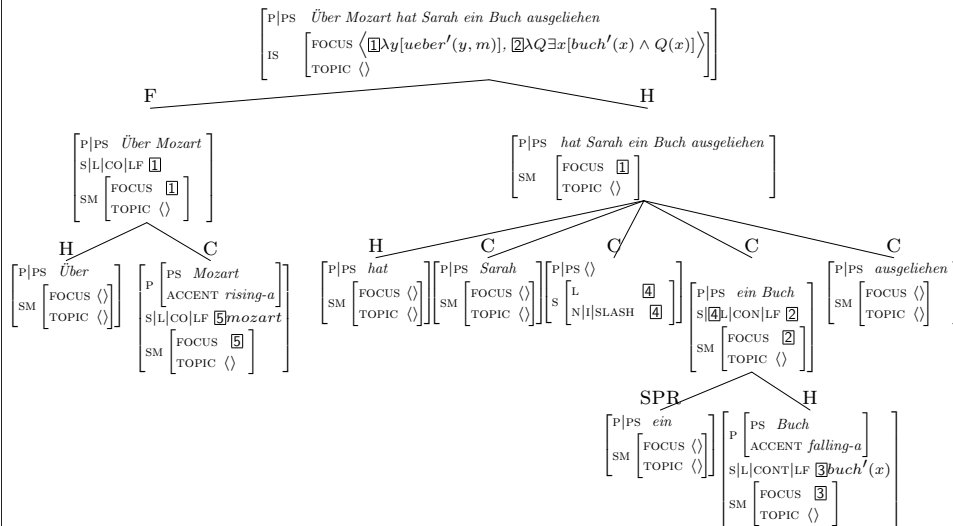 P|PS Über Mozart hat Sarah ein Buch ausgeliehen
IS FOCUS ⟨ 1 λy[ueber′(y, m)], 2 λQ∃x[buch′(x) ∧ Q(x)] ⟩
TOPIC ⟨⟩
F H
P|PS Über Mozart
S|L|CO|LF 1
SM FOCUS 1
TOPIC ⟨⟩
P|PS hat Sarah ein Buch ausgeliehen
SM FOCUS 1
TOPIC ⟨⟩
H C H C C C C
P|PS Über
SM FOCUS ⟨⟩
TOPIC ⟨⟩
P PS Mozart
ACCENT rising-a
S|L|CO|LF 5 mozart
SM FOCUS 5
TOPIC ⟨⟩
P|PS hat
SM FOCUS ⟨⟩
TOPIC ⟨⟩
P|PS Sarah
SM FOCUS ⟨⟩
TOPIC ⟨⟩
P|PS ⟨⟩
S L 4
N|I|SLASH 4
P|PS ein Buch
S| 4 L|CON|LF 2
SM FOCUS 2
TOPIC ⟨⟩
P|PS ausgeliehen
SM FOCUS ⟨⟩
TOPIC ⟨⟩
SPR H
P|PS ein
SM FOCUS ⟨⟩
TOPIC ⟨⟩
P PS Buch
ACCENT falling-a
S|L|CONT|LF 3 buch′(x)
SM FOCUS 3
TOPIC ⟨⟩